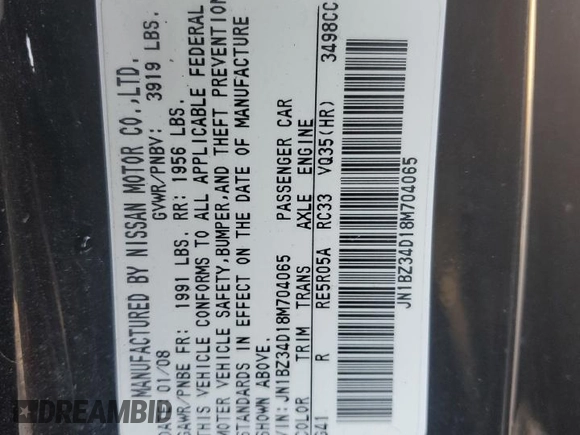 MANUFACTURED BY NISSAN MOTOR CO.,LTD.
DATE: 01/08 GVWR/PNBV: 3919 LBS.
GAWR/PNBE FR: 1991 LBS. RR: 1956 LBS.
THIS VEHICLE CONFORMS TO ALL APPLICABLE FEDERAL
MOTOR VEHICLE SAFETY,BUMPER,AND THEFT PREVENTION
STANDARDS IN EFFECT ON THE DATE OF MANUFACTURE
SHOWN ABOVE.
VIN:JN1BZ34D18M704065 PASSENGER CAR
COLOR TRIM TRANS AXLE ENGINE
G41 R RE5R05A RC33 VQ35(HR) 3498CC
JN1BZ34D18M704065
DREAMBID